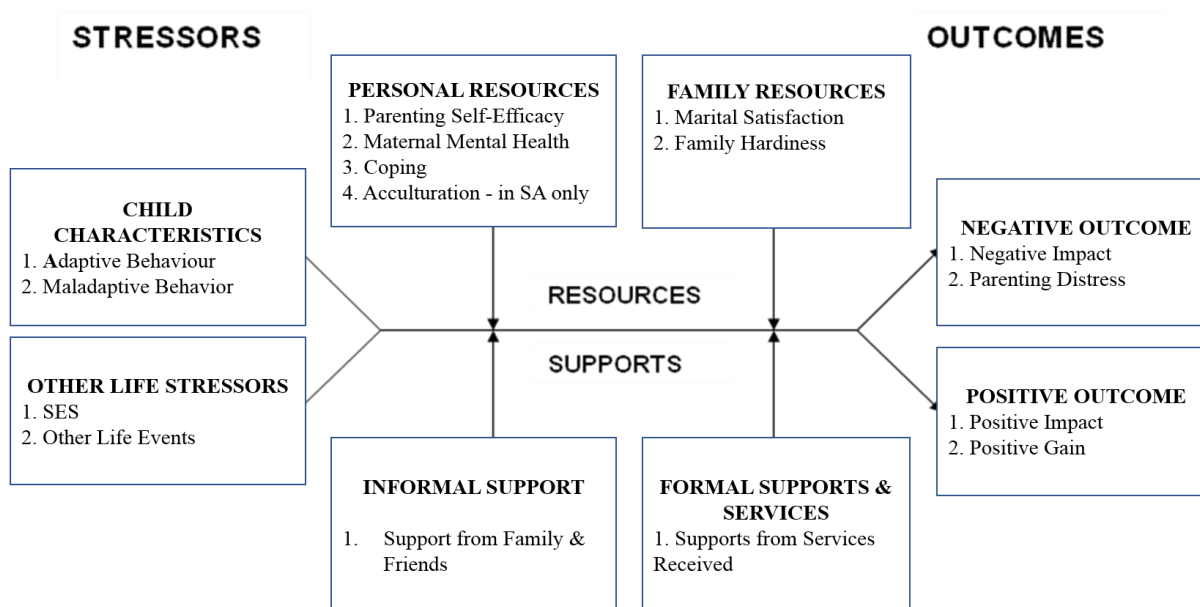 STRESSORS
OUTCOMES
PERSONAL RESOURCES
1. Parenting Self-Efficacy
2. Maternal Mental Health
3. Coping
4. Acculturation - in SA only
FAMILY RESOURCES
1. Marital Satisfaction
2. Family Hardiness
CHILD
CHARACTERISTICS
1. Adaptive Behaviour
2. Maladaptive Behavior
NEGATIVE OUTCOME
1. Negative Impact
2. Parenting Distress
RESOURCES
SUPPORTS
OTHER LIFE STRESSORS
1. SES
2. Other Life Events
POSITIVE OUTCOME
1. Positive Impact
2. Positive Gain
INFORMAL SUPPORT
1. Support from Family &
Friends
FORMAL SUPPORTS &
SERVICES
1. Supports from Services
Received